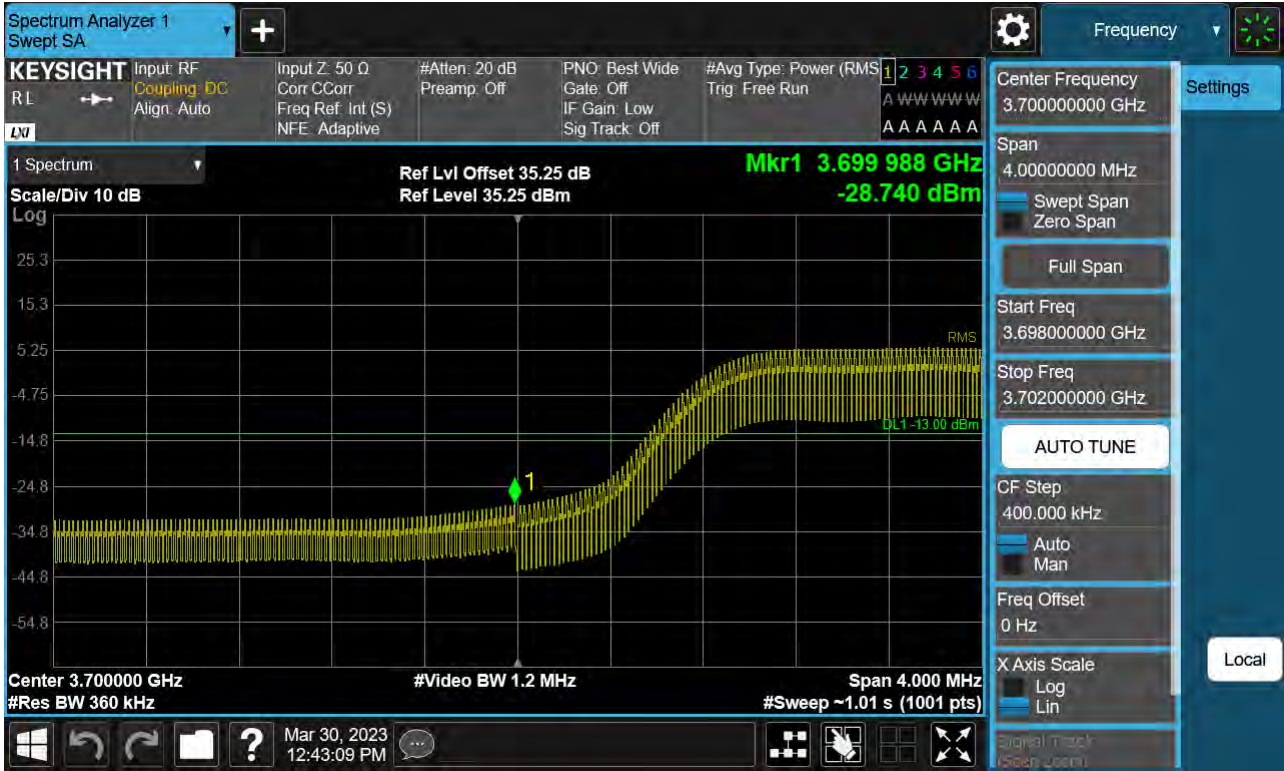 Spectrum Analyzer 1
Swept SA
+
Frequency
KEYSIGHT
RL
LXI
Input: RF
Coupling: DC
Align: Auto
Input Z: 50 Ω
Corr CCorr
Freq Ref: Int (S)
NFE: Adaptive
#Atten: 20 dB
Preamp: Off
PNO: Best Wide
Gate: Off
IF Gain: Low
Sig Track: Off
#Avg Type: Power (RMS
Trig: Free Run
1 2 3 4 5 6
A W W W W W
A A A A A A
1 Spectrum
Scale/Div 10 dB
Log
Ref Lvl Offset 35.25 dB
Ref Level 35.25 dBm
Mkr1 3.699 988 GHz
-28.740 dBm
25.3
15.3
5.25
-4.75
-14.8
-24.8
-34.8
-44.8
-54.8
RMS
DL1 -13.00 dBm
1
Center 3.700000 GHz
#Res BW 360 kHz
#Video BW 1.2 MHz
Span 4.000 MHz
#Sweep ~1.01 s (1001 pts)
Center Frequency
3.700000000 GHz
Settings
Span
4.00000000 MHz
Swept Span
Zero Span
Full Span
Start Freq
3.698000000 GHz
Stop Freq
3.702000000 GHz
AUTO TUNE
CF Step
400.000 kHz
Auto
Man
Freq Offset
0 Hz
X Axis Scale
Log
Lin
Signal Track
(Span Zoom)
Local
?
Mar 30, 2023
12:43:09 PM